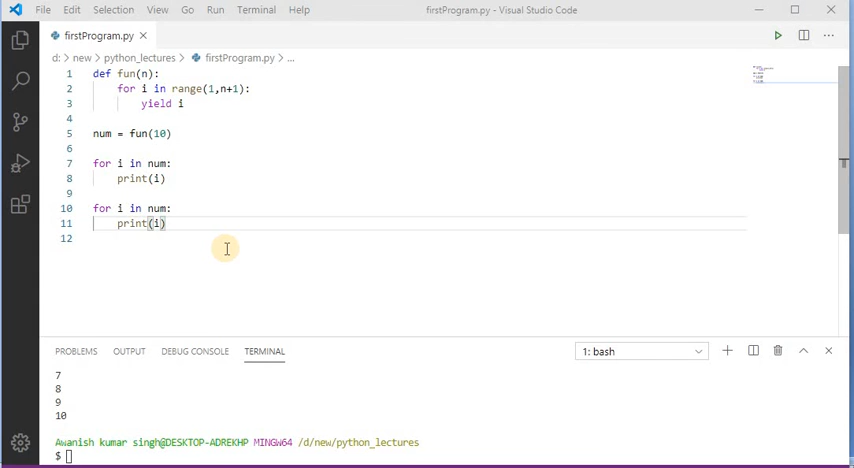 File Edit Selection View Go Run Terminal Help firstProgram.py - Visual Studio Code
firstProgram.py
d: > new > python_lectures > firstProgram.py > ...
1 def fun(n):
2 for i in range(1,n+1):
3 yield i
4
5 num = fun(10)
6
7 for i in num:
8 print(i)
9
10 for i in num:
11 print(i)
12
PROBLEMS OUTPUT DEBUG CONSOLE TERMINAL 1: bash
7
8
9
10
Awanish kumar singh@DESKTOP-ADREKHP MINGW64 /d/new/python_lectures
$